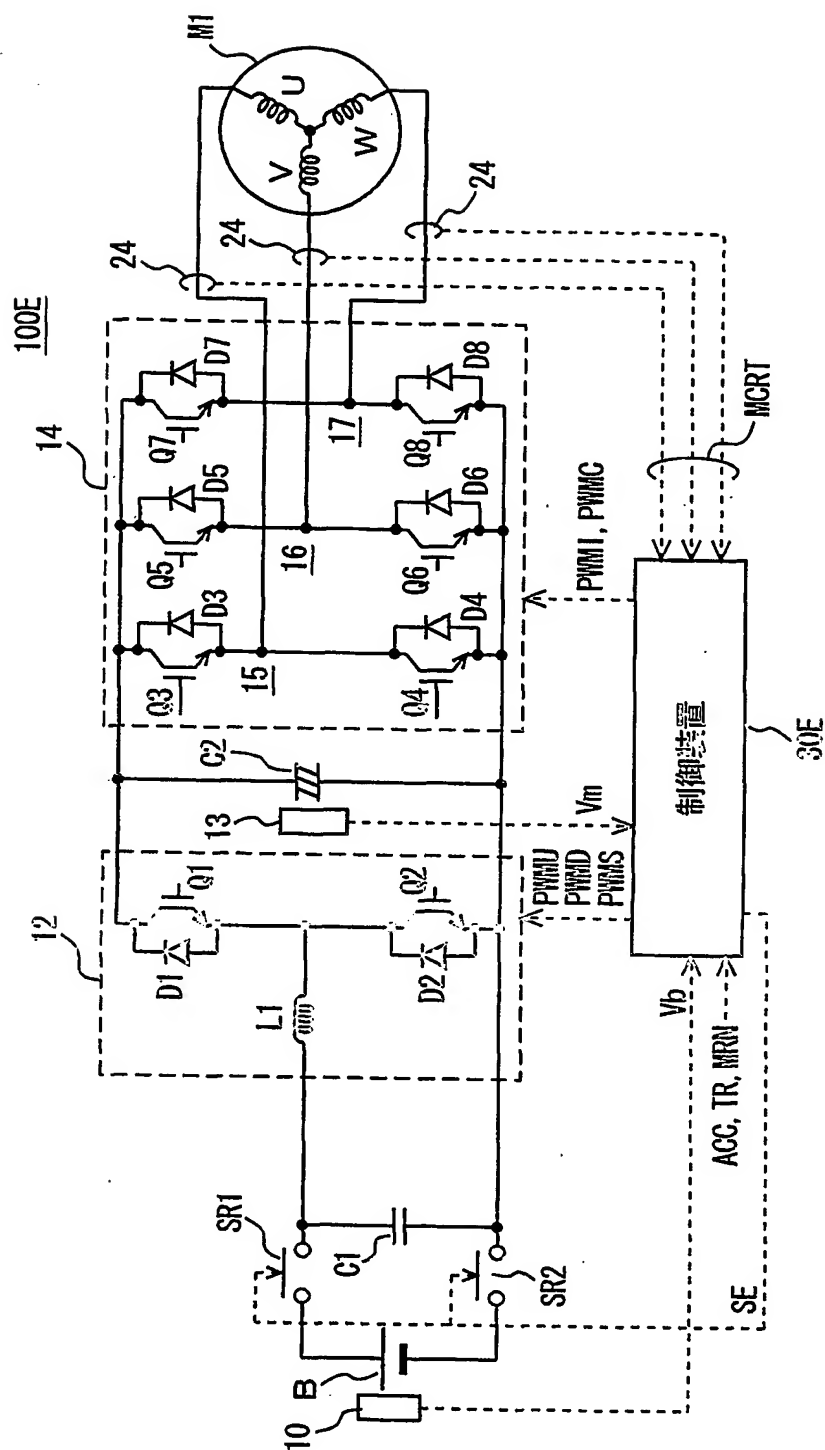 100E
M1
U
V
W
24
24
24
14
Q7
D7
Q5
D5
Q3
D3
17
16
15
Q8
D8
Q6
D6
Q4
D4
C2
13
12
Q1
D1
L1
Q2
D2
SR1
C1
SR2
B
10
MCRT
PWMI, PWMC
Vm
PWMU
PWMD
PWMS
制御装置
30E
Vb
ACC, TR, MRN
SE